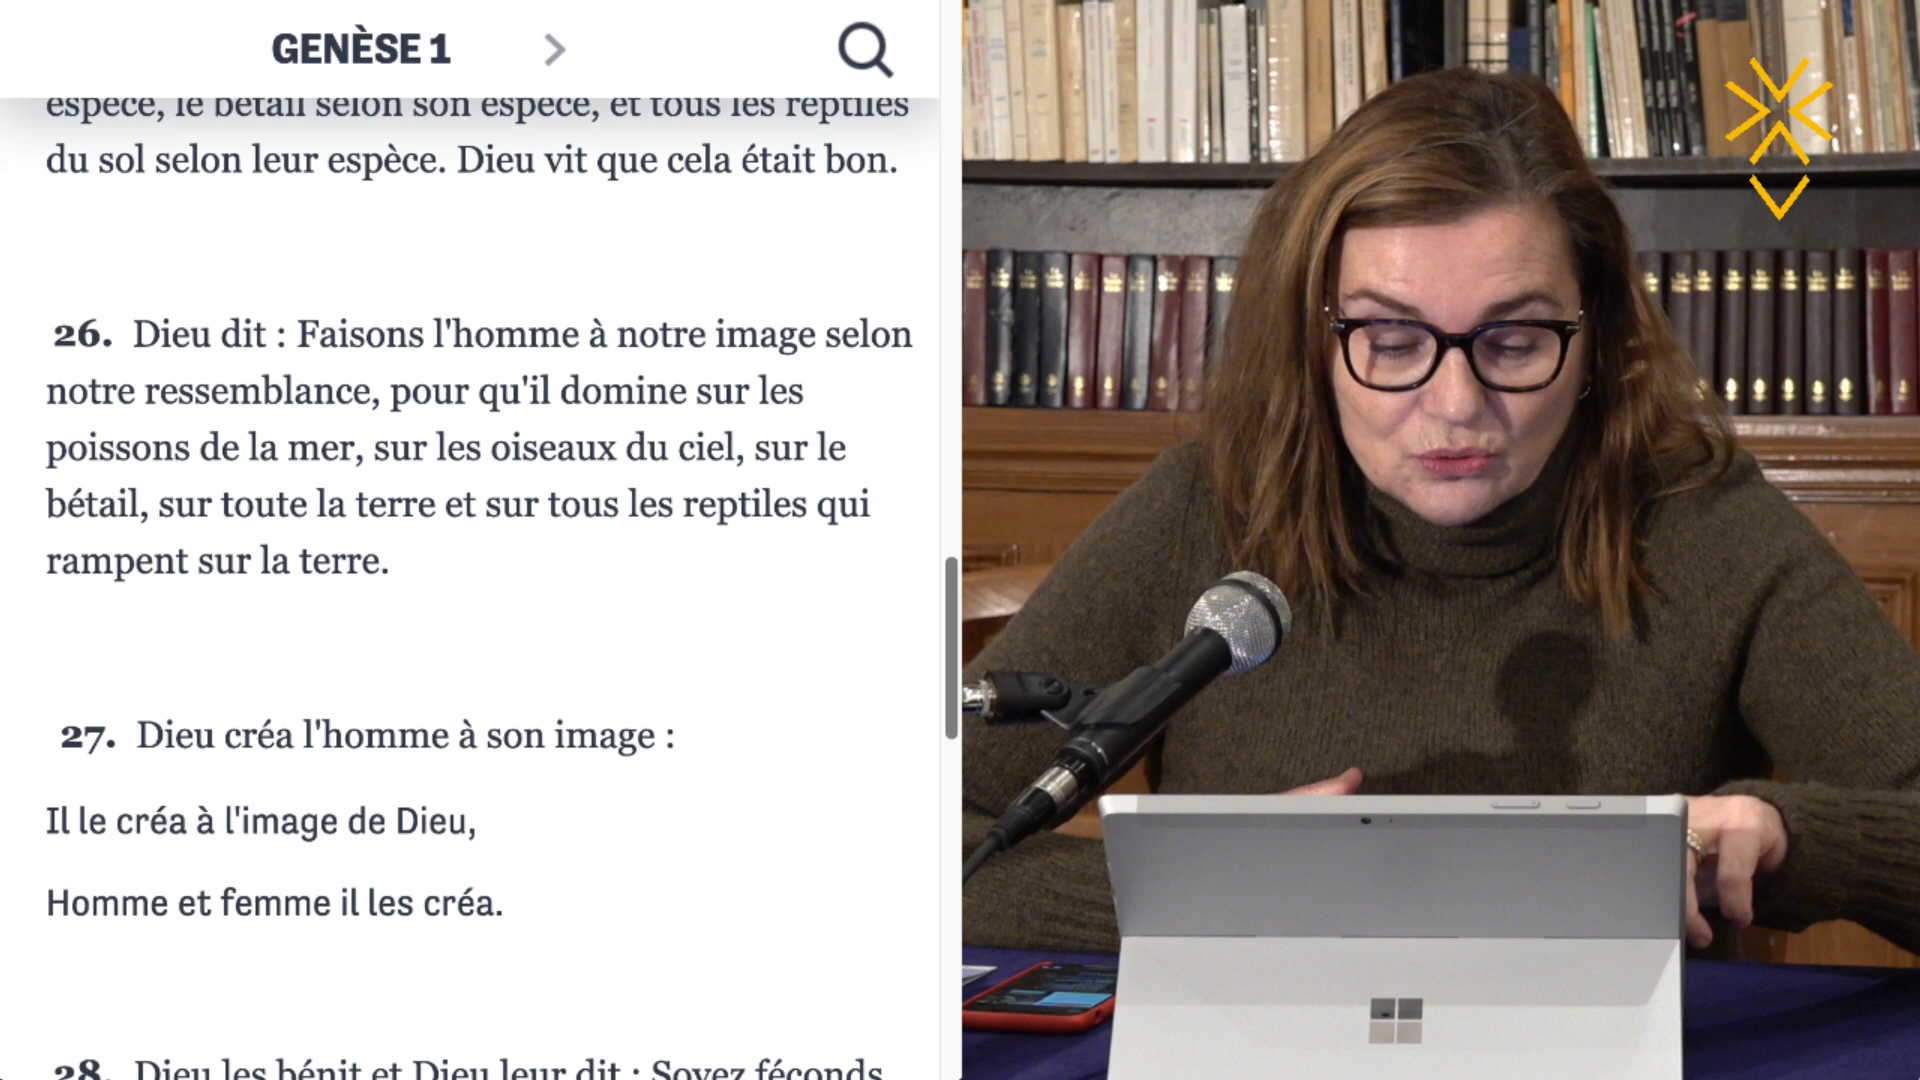 GENÈSE 1
espèce, le bétail selon son espèce, et tous les reptiles
du sol selon leur espèce. Dieu vit que cela était bon.
26. Dieu dit : Faisons l'homme à notre image selon
notre ressemblance, pour qu'il domine sur les
poissons de la mer, sur les oiseaux du ciel, sur le
bétail, sur toute la terre et sur tous les reptiles qui
rampent sur la terre.
27. Dieu créa l'homme à son image :
Il le créa à l'image de Dieu,
Homme et femme il les créa.
28. Dieu les bénit et Dieu leur dit : Soyez féconds